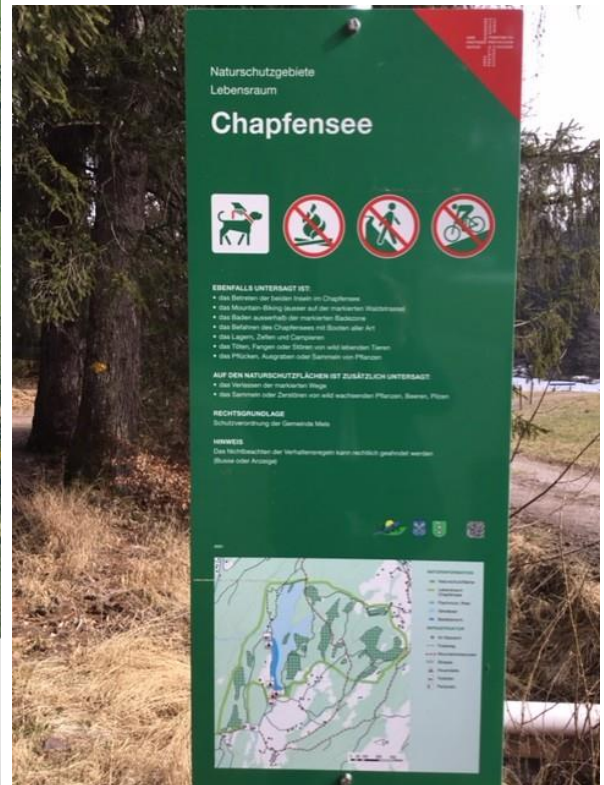 Naturschutzgebiete
Lebensraum
Chapfensee
EBENFALLS UNTERSAGT IST:
• das Betreten der beiden Inseln im Chapfensee
• das Mountain-Biking (ausser auf der markierten Waldstrasse)
• das Baden ausserhalb der markierten Badezone
• das Befahren des Chapfensees mit Booten aller Art
• das Lagern, Zelten und Campieren
• das Töten, Fangen oder Stören von wild lebenden Tieren
• das Pflücken, Ausgraben oder Sammeln von Pflanzen
AUF DEN NATURSCHUTZFLÄCHEN IST ZUSÄTZLICH UNTERSAGT:
• das Verlassen der markierten Wege
• das Sammeln oder Zerstören von wild wachsenden Pflanzen, Beeren, Pilzen
RECHTSGRUNDLAGE
Schutzverordnung der Gemeinde Mels
HINWEIS
Das Nichtbeachten der Verhaltensregeln kann rechtlich geahndet werden
(Busse oder Anzeige)